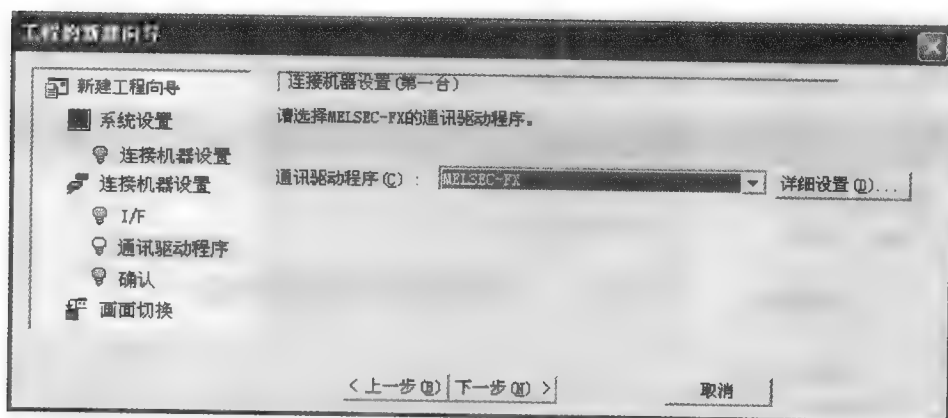 工程的新建向导
新建工程向导
系统设置
连接机器设置
连接机器设置
I/F
通讯驱动程序
确认
画面切换
连接机器设置(第一台)
请选择MELSEC-FX的通讯驱动程序。
通讯驱动程序(C):
MELSEC-FX
详细设置(D)...
<上一步(B)
下一步(N) >
取消